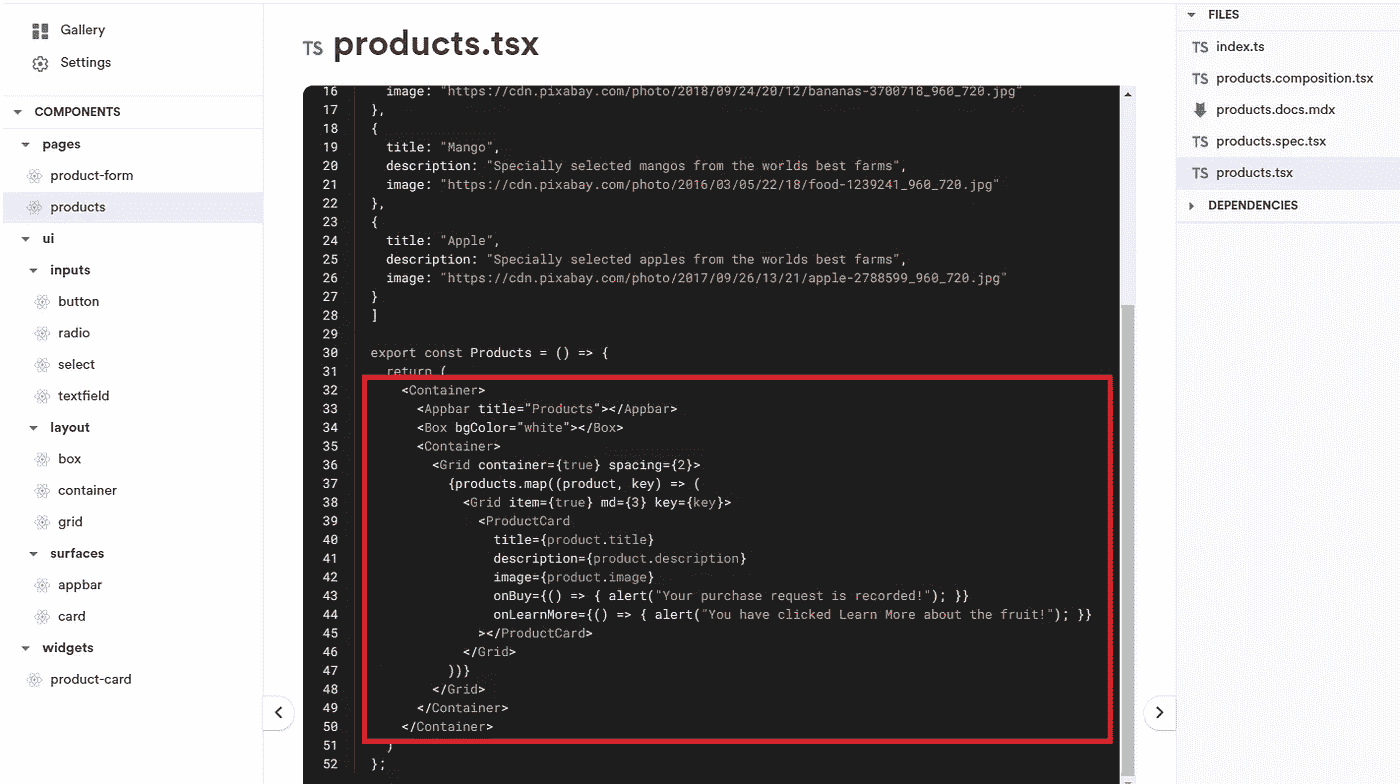 Gallery
Settings
COMPONENTS
pages
product-form
products
ui
inputs
button
radio
select
textfield
layout
box
container
grid
surfaces
appbar
card
widgets
product-card
TS products.tsx
16 image: "https://cdn.pixabay.com/photo/2018/09/24/20/12/bananas-3700718_960_720.jpg"
17 },
18 {
19 title: "Mango",
20 description: "Specially selected mangos from the worlds best farms",
21 image: "https://cdn.pixabay.com/photo/2016/03/05/22/18/food-1239241_960_720.jpg"
22 },
23 {
24 title: "Apple",
25 description: "Specially selected apples from the worlds best farms",
26 image: "https://cdn.pixabay.com/photo/2017/09/26/13/21/apple-2788599_960_720.jpg"
27 }
28 ]
29
30 export const Products = () => {
31 return (
32 <Container>
33 <Appbar title="Products"></Appbar>
34 <Box bgColor="white"></Box>
35 <Container>
36 <Grid container={true} spacing={2}>
37 {products.map((product, key) => (
38 <Grid item={true} md={3} key={key}>
39 <ProductCard
40 title={product.title}
41 description={product.description}
42 image={product.image}
43 onBuy={() => { alert("Your purchase request is recorded!"); }}
44 onLearnMore={() => { alert("You have clicked Learn More about the fruit!"); }}
45 ></ProductCard>
46 </Grid>
47 ))}
48 </Grid>
49 </Container>
50 </Container>
51 )
52 };
FILES
TS index.ts
TS products.composition.tsx
products.docs.mdx
TS products.spec.tsx
TS products.tsx
DEPENDENCIES